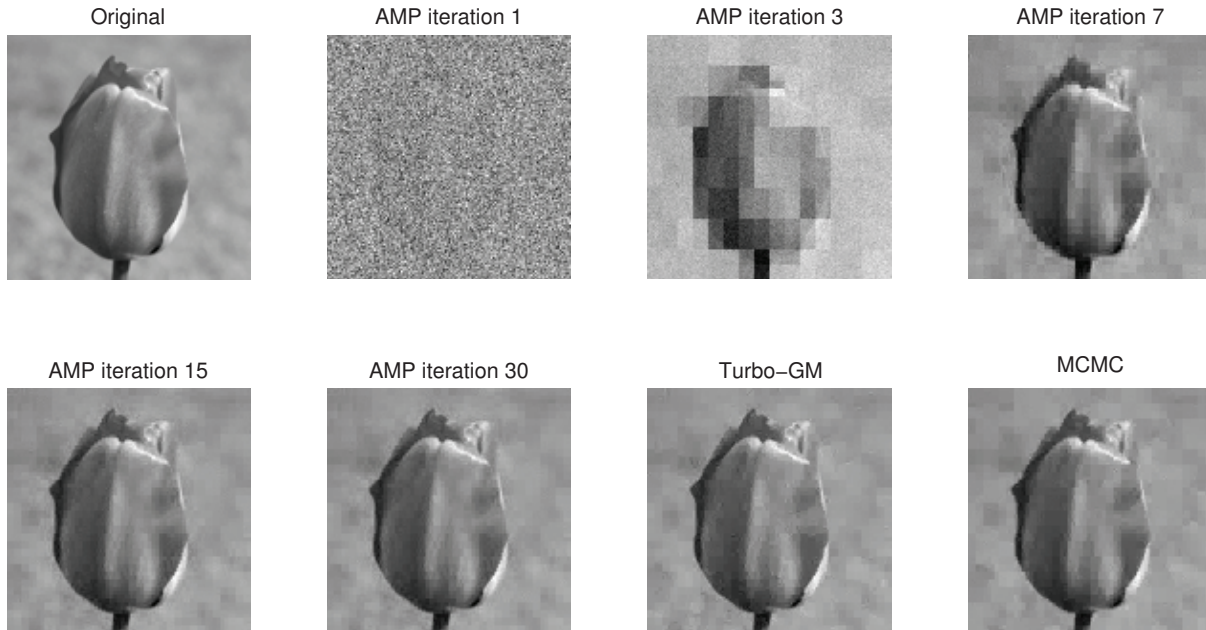 Original
AMP iteration 1
AMP iteration 3
AMP iteration 7
AMP iteration 15
AMP iteration 30
Turbo−GM
MCMC